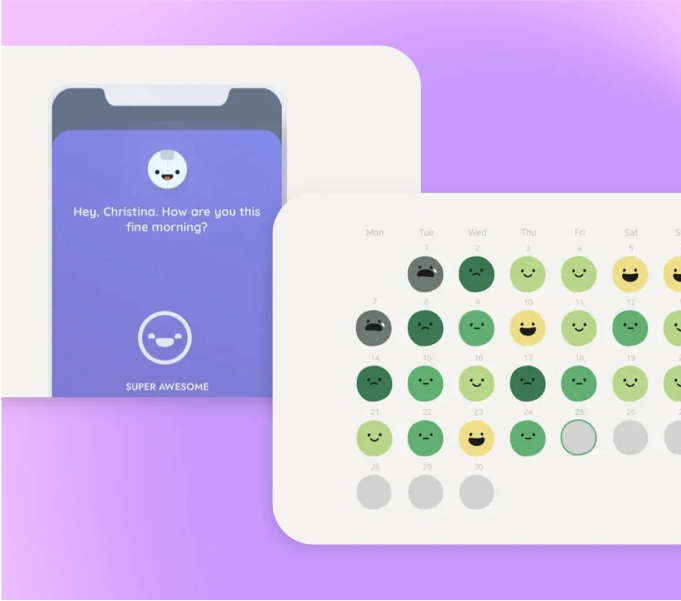 Hey, Christina. How are you this
fine morning?
SUPER AWESOME
Mon Tue Wed Thu Fri Sat
1 2 3 4 5
7 8 9 10 11 12
14 15 16 17 18 19
21 22 23 24 25 26
28 29 30